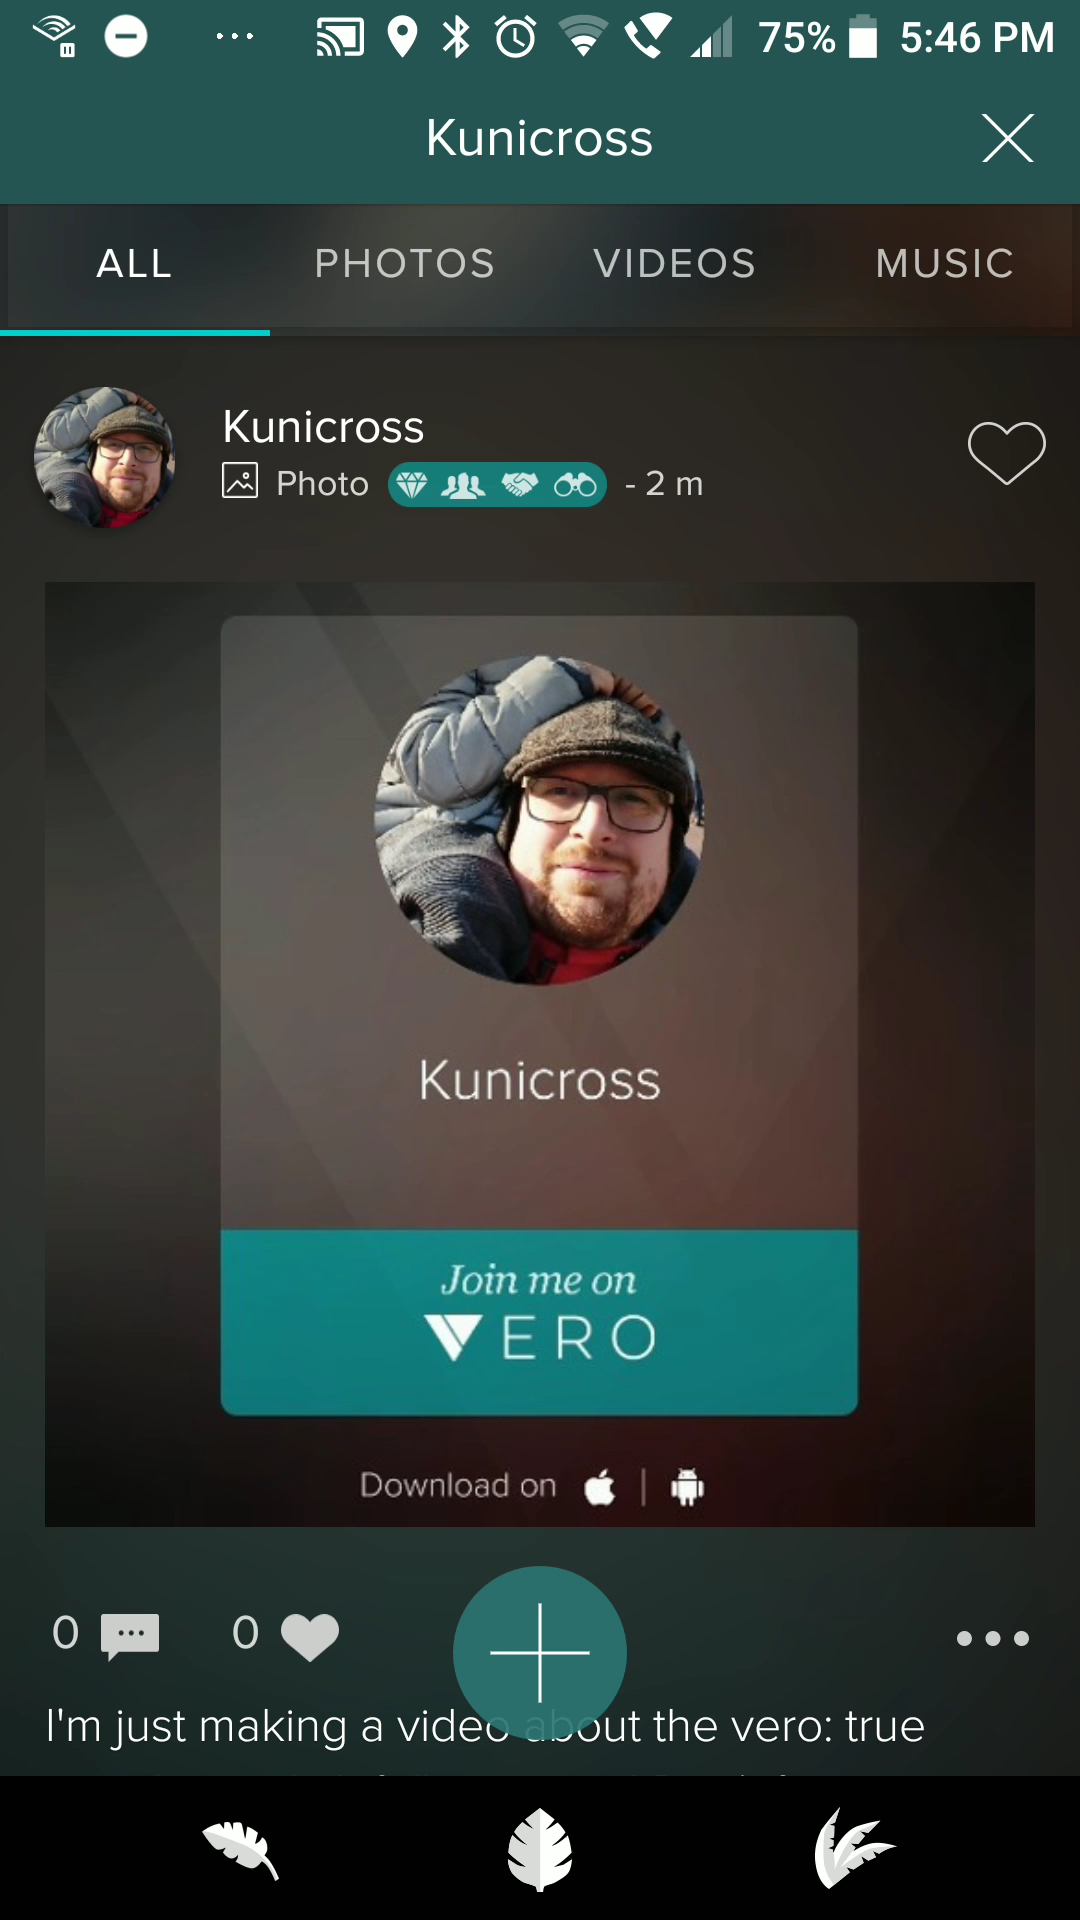 75% 5:46 PM
Kunicross
ALL PHOTOS VIDEOS MUSIC
Kunicross
Photo - 2 m
Kunicross
Join me on
VERO
Download on
0 0
I'm just making a video about the vero: true